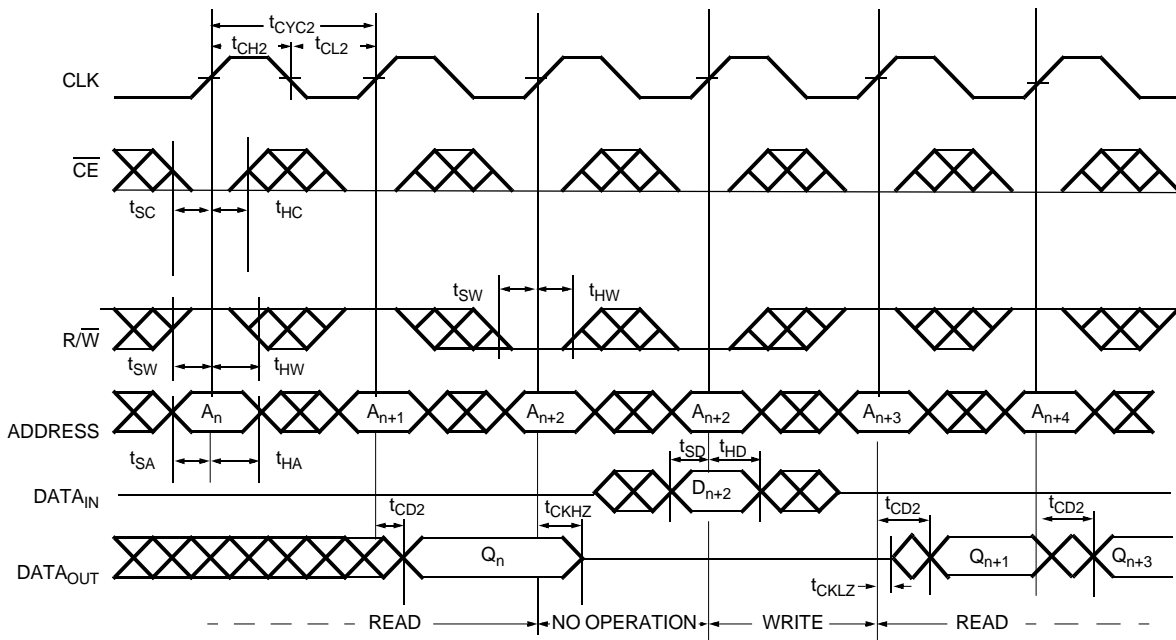 tCYC2
tCH2 tCL2
CLK
CE
tSC tHC
tSW tHW
R/W
tSW tHW
An An+1 An+2 An+2 An+3 An+4
ADDRESS
tSA tHA tSD tHD
DATAIN Dn+2
tCD2 tCKHZ tCD2 tCD2
DATAOUT Qn Qn+1 Qn+3
tCKLZ
READ NO OPERATION WRITE READ